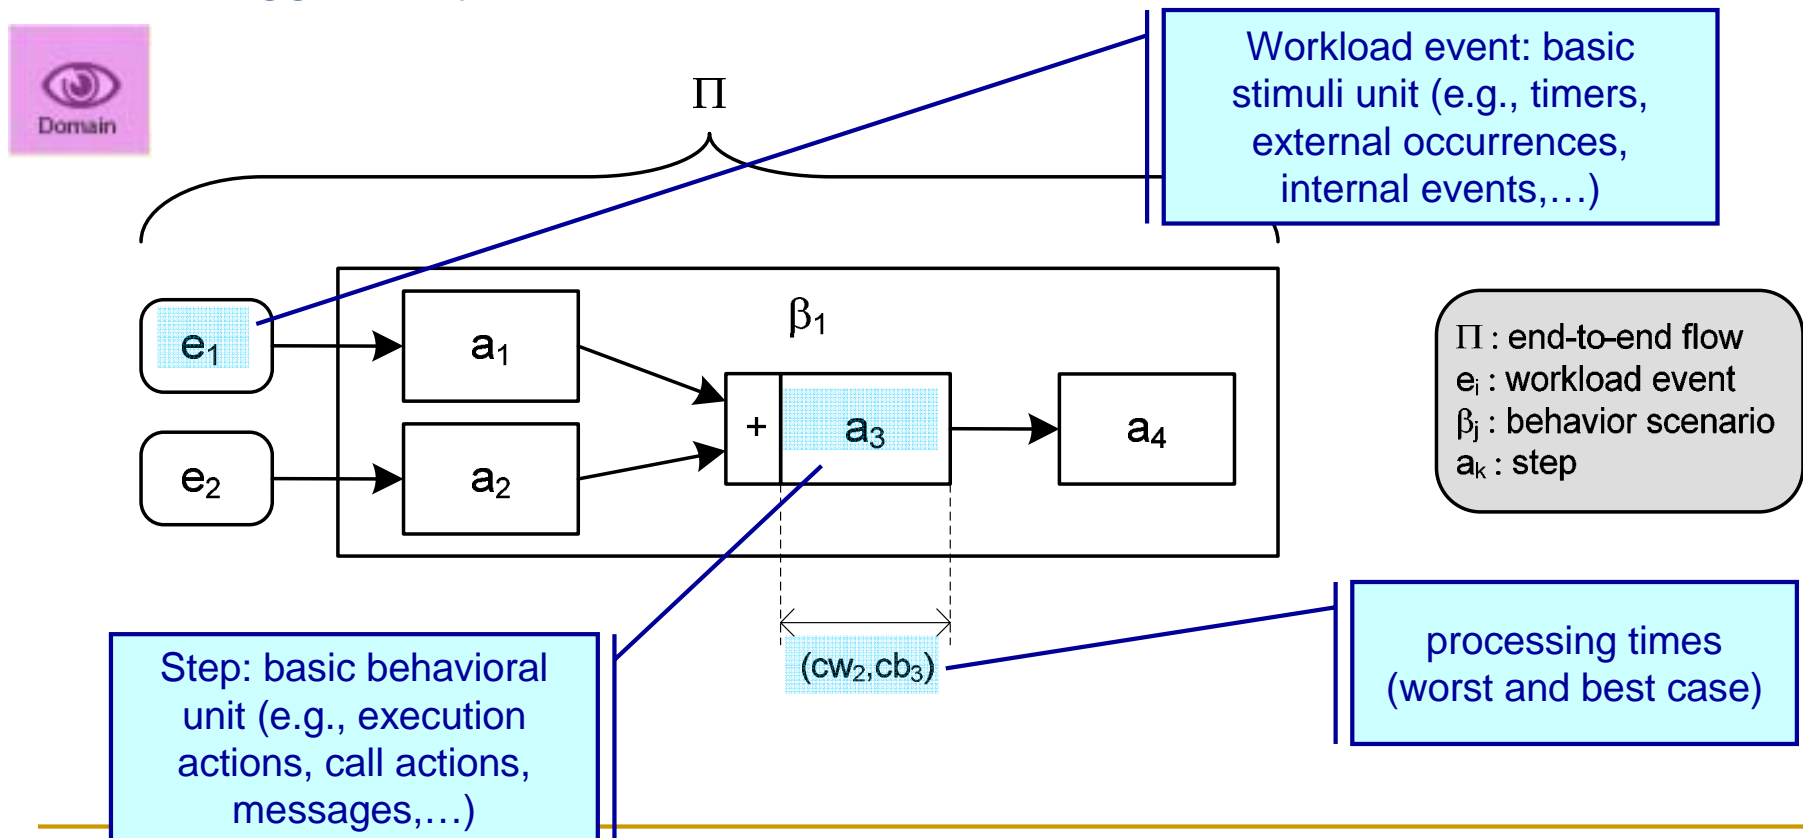 Domain
Π
Workload event: basic
stimuli unit (e.g., timers,
external occurrences,
internal events,…)
e₁
a₁
β₁
+
a₃
a₄
e₂
a₂
Π : end-to-end flow
eᵢ : workload event
βⱼ : behavior scenario
aₖ : step
(cw₂,cb₃)
Step: basic behavioral
unit (e.g., execution
actions, call actions,
messages,…)
processing times
(worst and best case)